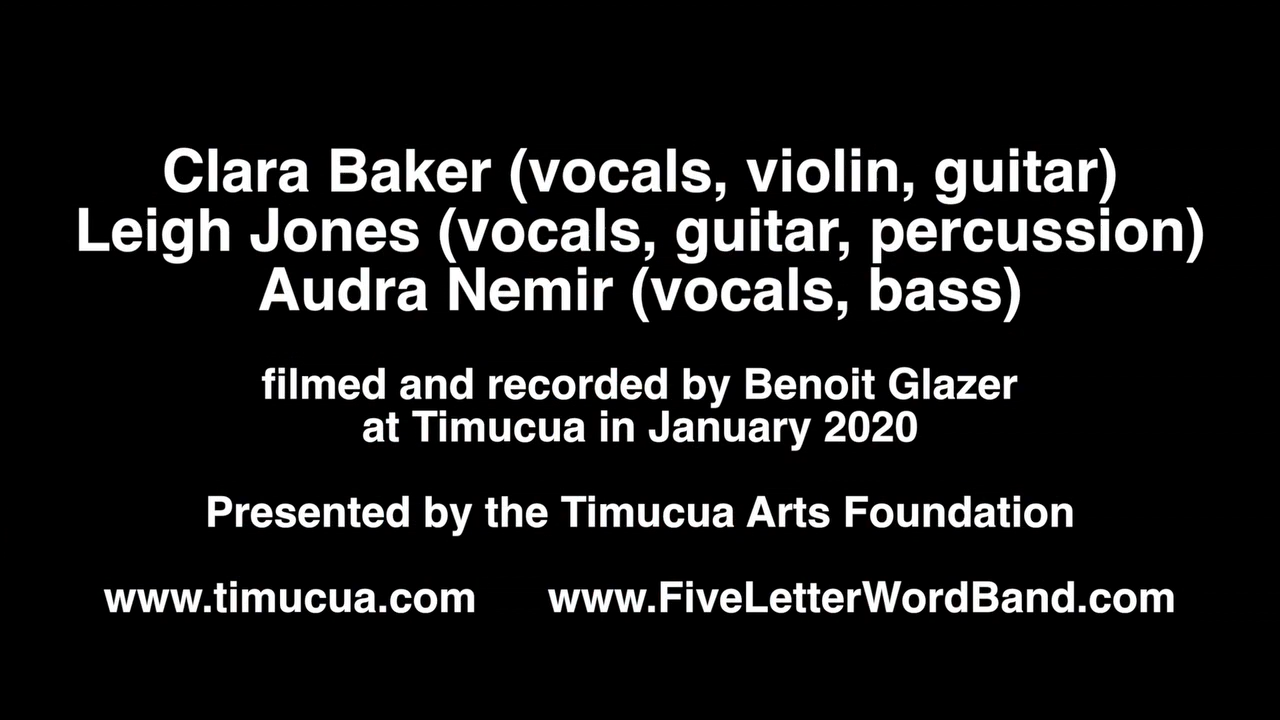 Clara Baker (vocals, violin, guitar)
Leigh Jones (vocals, guitar, percussion)
Audra Nemir (vocals, bass)
filmed and recorded by Benoit Glazer
at Timucua in January 2020
Presented by the Timucua Arts Foundation
www.timucua.com www.FiveLetterWordBand.com